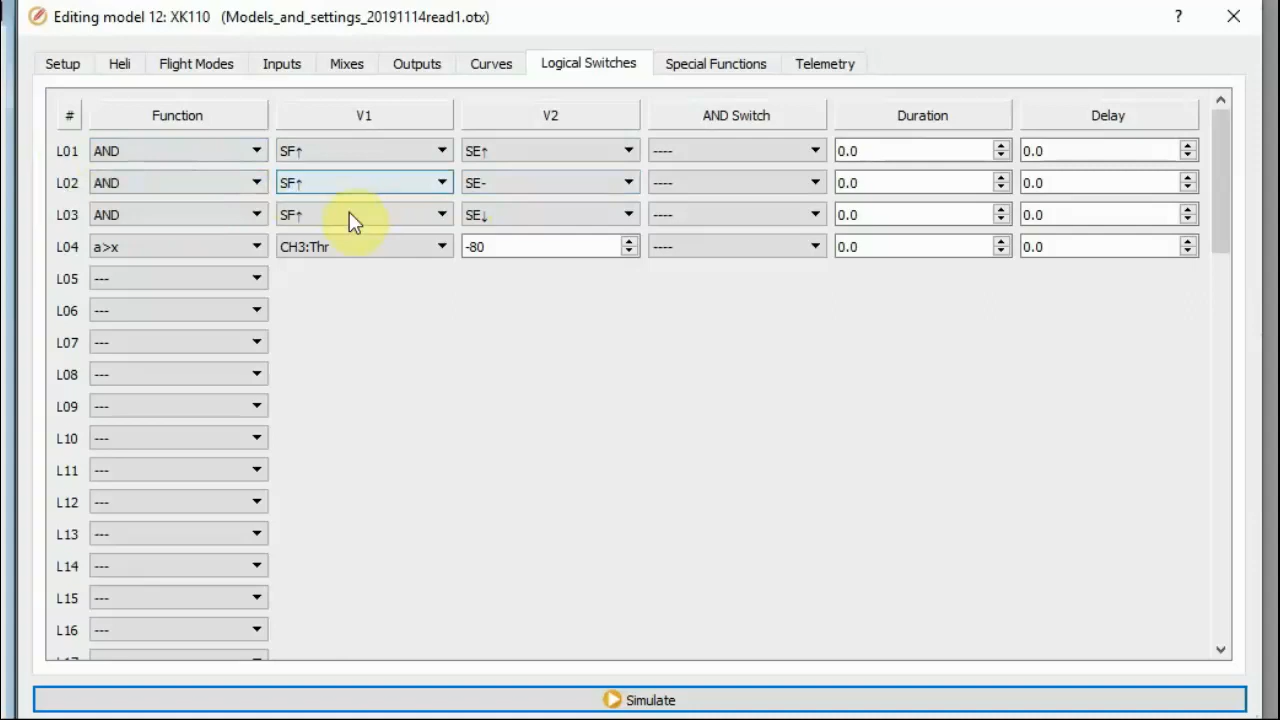 Editing model 12: XK110 (Models_and_settings_20191114read1.otx) ?
Setup Heli Flight Modes Inputs Mixes Outputs Curves Logical Switches Special Functions Telemetry
# Function V1 V2 AND Switch Duration Delay
L01 AND SF↑ SE↑ ---- 0.0 0.0
L02 AND SF↑ SE- ---- 0.0 0.0
L03 AND SF↑ SE↓ ---- 0.0 0.0
L04 a>x CH3:Thr -80 ---- 0.0 0.0
L05 ---
L06 ---
L07 ---
L08 ---
L09 ---
L10 ---
L11 ---
L12 ---
L13 ---
L14 ---
L15 ---
L16 ---
Simulate